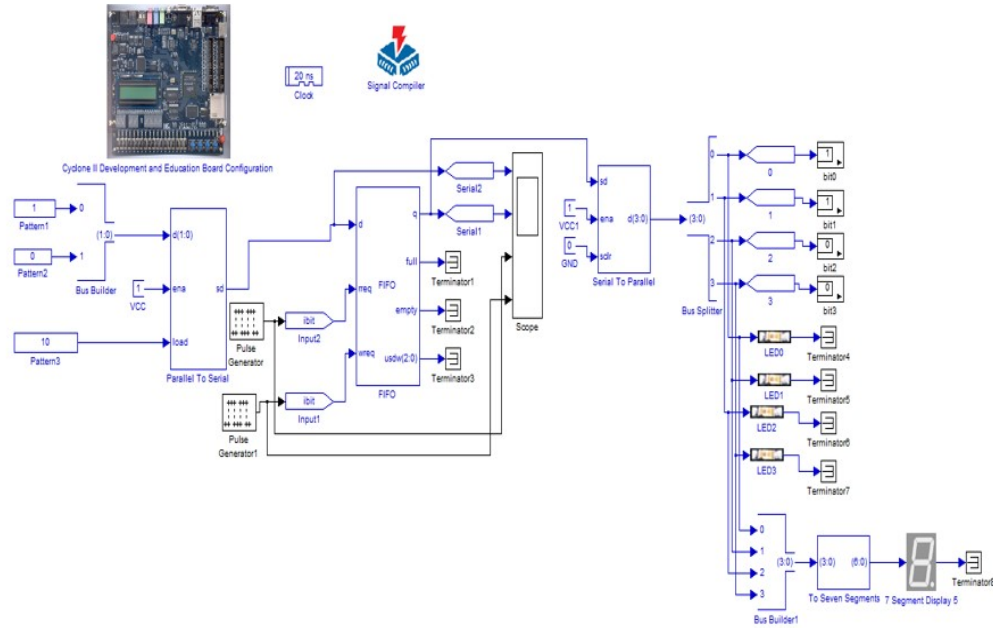 20 ns
Clock
Signal Compiler
Cyclone II Development and Education Board Configuration
1
Pattern1
0
Pattern2
0
(1:0)
1
Bus Builder
1
VCC
10
Pattern3
d(1:0)
ena
sd
load
Parallel To Serial
Pulse
Generator
Pulse
Generator1
ibit
Input2
ibit
Input1
d
q
full
FIFO
rreq
empty
wreq
usdw(2:0)
FIFO
Serial2
Serial1
Terminator1
Terminator2
Terminator3
Scope
1
VCC1
0
GND
sd
ena
d(3:0)
sclr
Serial To Parallel
(3:0)
0
1
2
3
Bus Splitter
0
1
2
3
1
bit0
1
bit1
0
bit2
0
bit3
LED0
Terminator4
LED1
Terminator5
LED2
Terminator6
LED3
Terminator7
0
1
(3:0)
2
3
Bus Builder1
(3:0)
(6:0)
To Seven Segments
7 Segment Display 5
Terminator8